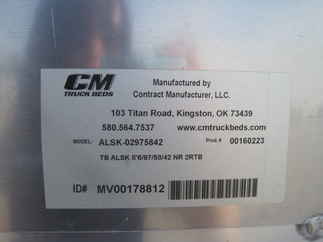 CM
TRUCK BEDS
Manufactured by
Contract Manufacturer, LLC.
103 Titan Road, Kingston, OK 73439
580.564.7537 www.cmtruckbeds.com
MODEL: ALSK-02975842 Prod # 00160223
TB ALSK 8'6/97/58/42 NR 2RTB
ID# MV00178812